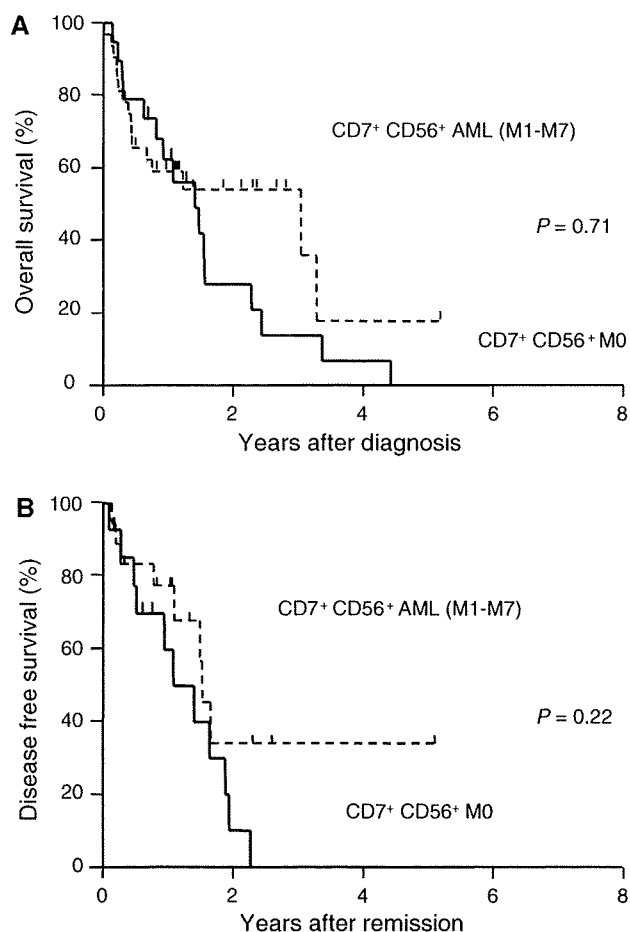 A
Overall survival (%)
100
80
60
40
20
0
CD7+ CD56+ AML (M1-M7)
P = 0.71
CD7+ CD56+ M0
0 2 4 6 8
Years after diagnosis
B
Disease free survival (%)
100
80
60
40
20
0
CD7+ CD56+ AML (M1-M7)
P = 0.22
CD7+ CD56+ M0
0 2 4 6 8
Years after remission